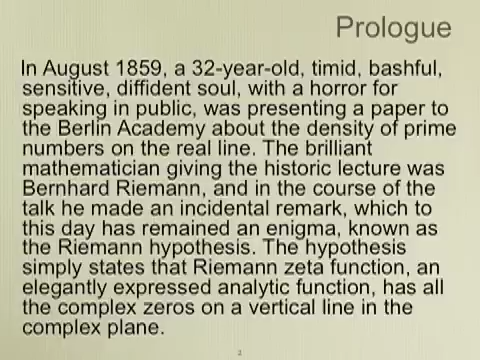 Prologue
In August 1859, a 32-year-old, timid, bashful,
sensitive, diffident soul, with a horror for
speaking in public, was presenting a paper to
the Berlin Academy about the density of prime
numbers on the real line. The brilliant
mathematician giving the historic lecture was
Bernhard Riemann, and in the course of the
talk he made an incidental remark, which to
this day has remained an enigma, known as
the Riemann hypothesis. The hypothesis
simply states that Riemann zeta function, an
elegantly expressed analytic function, has all
the complex zeros on a vertical line in the
complex plane.
2